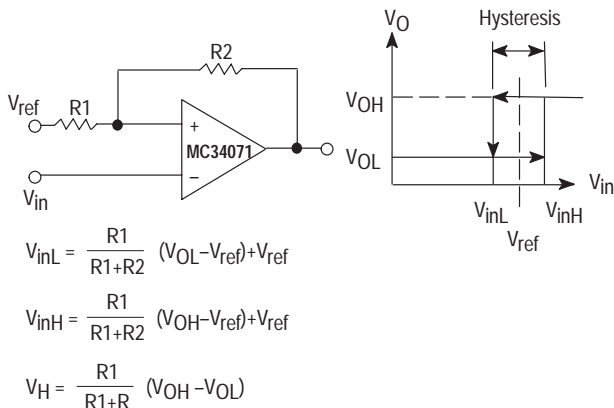 Hysteresis
VO
R2
Vref
R1
+
MC34071
−
Vin
VOH
VOL
Vin
VinL
VinH
Vref
VinL = R1 / R1+R2 (VOL−Vref)+Vref
VinH = R1 / R1+R2 (VOH−Vref)+Vref
VH = R1 / R1+R (VOH −VOL)